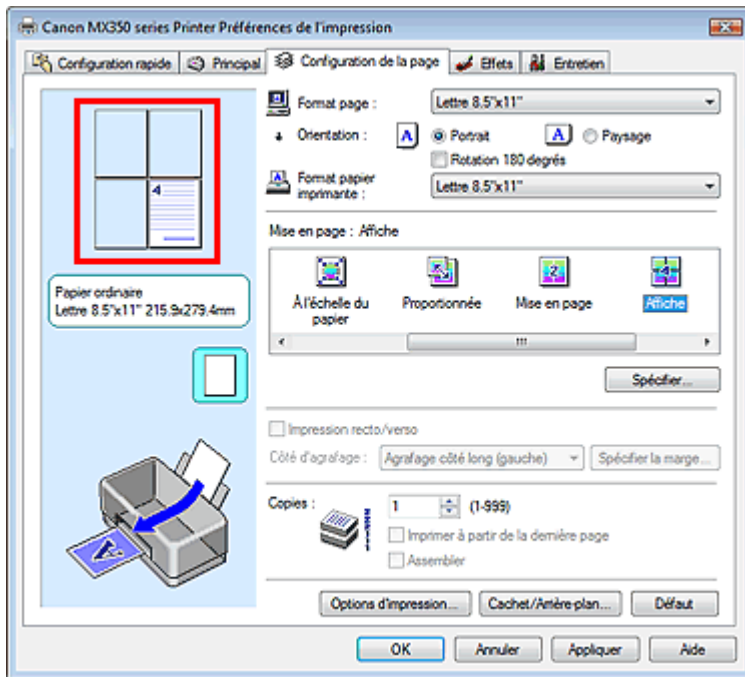 Canon MX350 series Printer Préférences de l'impression
Configuration rapide Principal Configuration de la page Effets Entretien
4
Papier ordinaire
Lettre 8.5"x11" 215.9x279.4mm
Format page : Lettre 8.5"x11"
Orientation : A Portrait A Paysage
Rotation 180 degrés
Format papier
imprimante : Lettre 8.5"x11"
Mise en page : Affiche
À l'échelle du
papier
Proportionnée
Mise en page
Affiche
Spécifier...
Impression recto/verso
Côté d'agrafage : Agrafage côté long (gauche) Spécifier la marge...
Copies : 1 (1-999)
Imprimer à partir de la dernière page
Assembler
Options d'impression... Cachet/Arrière-plan... Défaut
OK Annuler Appliquer Aide